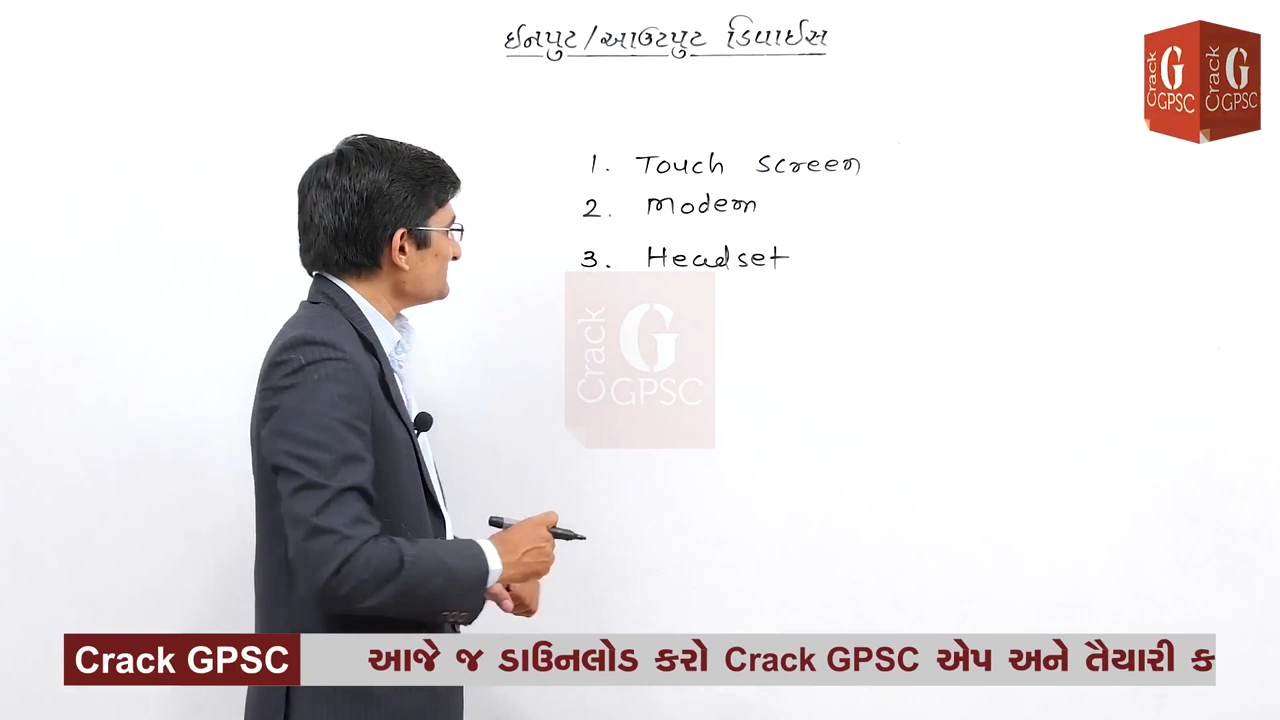 ઈનપુટ/આઉટપુટ ડિવાઈસ
Crack
G
GPSC
Crack
G
GPSC
1. Touch Screen
2. Modem
3. Headset
Crack
G
GPSC
Crack GPSC
આજે જ ડાઉનલોડ કરો Crack GPSC એપ અને તૈયારી ક